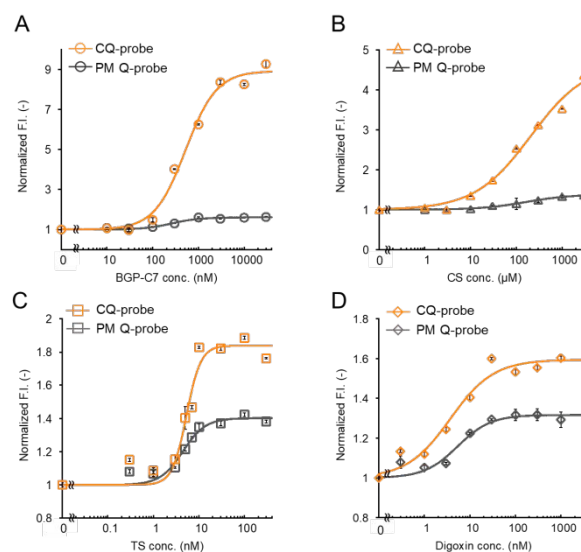 A
CQ-probe
PM Q-probe
Normalized F.I. (-)
9
7
5
3
1
0 10 100 1000 10000
BGP-C7 conc. (nM)
B
CQ-probe
PM Q-probe
Normalized F.I. (-)
5
4
3
2
1
0
0 1 10 100 1000
CS conc. (µM)
C
CQ-probe
PM Q-probe
Normalized F.I. (-)
2
1.8
1.6
1.4
1.2
1
0.8
0 0.1 1 10 100
TS conc. (nM)
D
CQ-probe
PM Q-probe
Normalized F.I. (-)
2
1.8
1.6
1.4
1.2
1
0.8
0 1 10 100 1000
Digoxin conc. (nM)